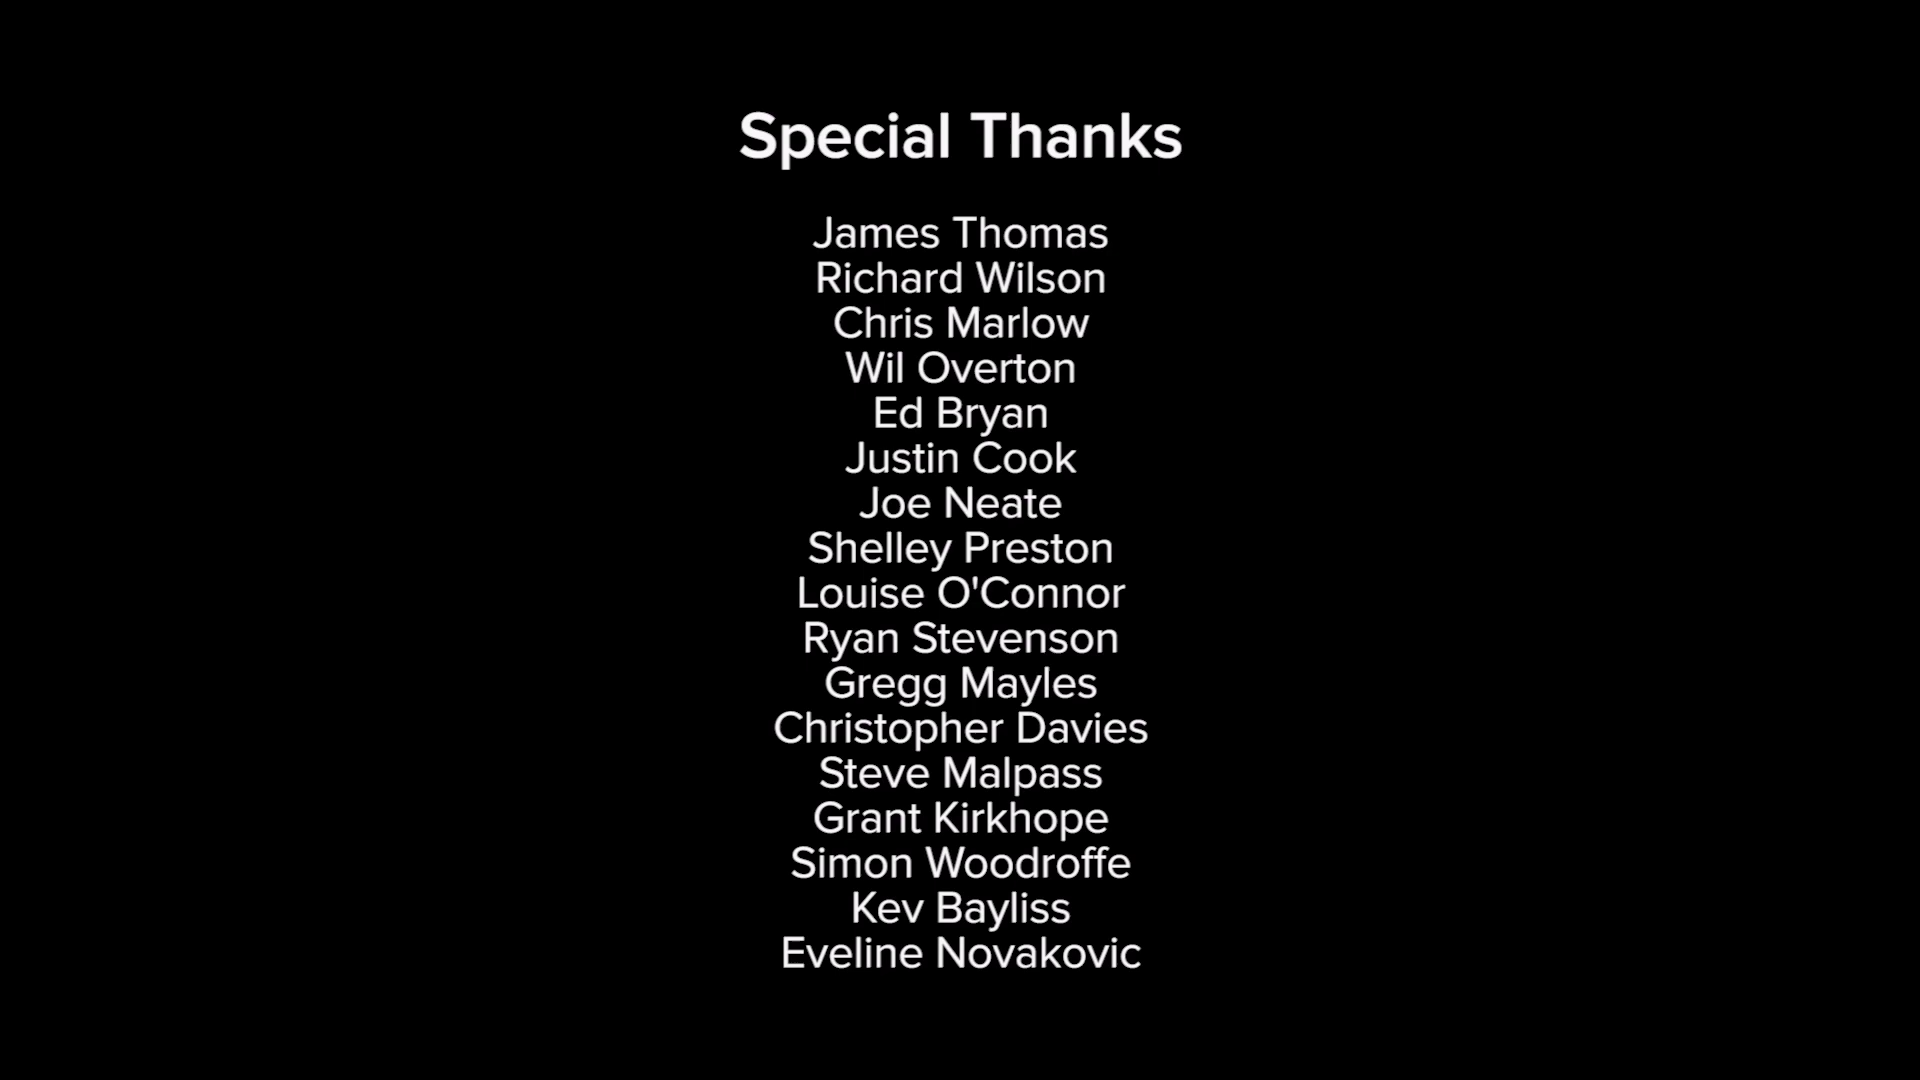 Special Thanks
James Thomas
Richard Wilson
Chris Marlow
Wil Overton
Ed Bryan
Justin Cook
Joe Neate
Shelley Preston
Louise O'Connor
Ryan Stevenson
Gregg Mayles
Christopher Davies
Steve Malpass
Grant Kirkhope
Simon Woodroffe
Kev Bayliss
Eveline Novakovic